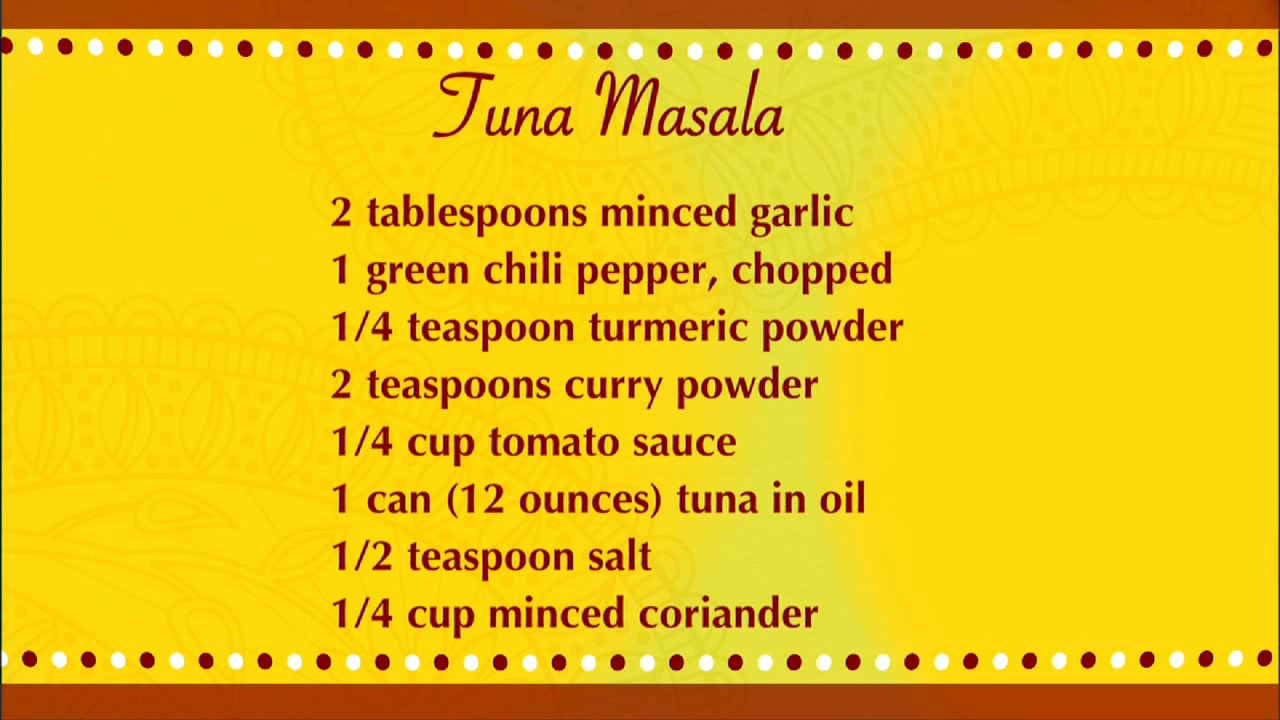 Tuna Masala
2 tablespoons minced garlic
1 green chili pepper, chopped
1/4 teaspoon turmeric powder
2 teaspoons curry powder
1/4 cup tomato sauce
1 can (12 ounces) tuna in oil
1/2 teaspoon salt
1/4 cup minced coriander